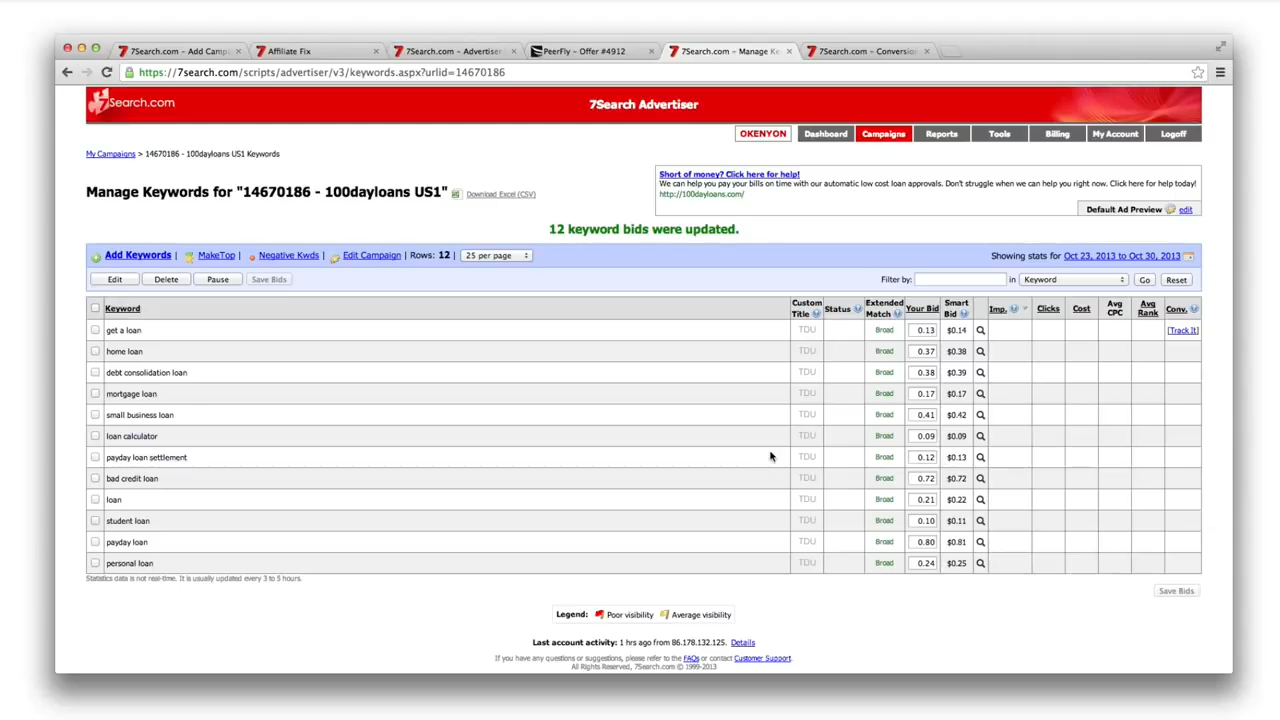 7Search.com – Add Camp
Affiliate Fix
7Search.com – Advertiser
PeerFly – Offer #4912
7Search.com – Manage Ke
7Search.com – Conversio
https://7search.com/scripts/advertiser/v3/keywords.aspx?urlid=14670186
7Search.com
7Search Advertiser
OKENYON Dashboard Campaigns Reports Tools Billing My Account Logoff
My Campaigns > 14670186 - 100dayloans US1 Keywords
Manage Keywords for "14670186 - 100dayloans US1" Download Excel (CSV)
Short of money? Click here for help!
We can help you pay your bills on time with our automatic low cost loan approvals. Don't struggle when we can help you right now. Click here for help today!
http://100dayloans.com/
Default Ad Preview edit
12 keyword bids were updated.
Add Keywords | MakeTop | Negative Kwds | Edit Campaign | Rows: 12 | 25 per page
Showing stats for Oct 23, 2013 to Oct 30, 2013
Edit Delete Pause Save Bids
Filter by: in Keyword Go Reset
Keyword Custom Title Status Extended Match Your Bid Smart Bid Imp. Clicks Cost Avg CPC Avg Rank Conv.
get a loan TDU Broad 0.13 $0.14 [Track It]
home loan TDU Broad 0.37 $0.38
debt consolidation loan TDU Broad 0.38 $0.39
mortgage loan TDU Broad 0.17 $0.17
small business loan TDU Broad 0.41 $0.42
loan calculator TDU Broad 0.09 $0.09
payday loan settlement TDU Broad 0.12 $0.13
bad credit loan TDU Broad 0.72 $0.72
loan TDU Broad 0.21 $0.22
student loan TDU Broad 0.10 $0.11
payday loan TDU Broad 0.80 $0.81
personal loan TDU Broad 0.24 $0.25
Statistics data is not real-time. It is usually updated every 3 to 5 hours.
Save Bids
Legend: Poor visibility Average visibility
Last account activity: 1 hrs ago from 86.178.132.125. Details
If you have any questions or suggestions, please refer to the FAQs or contact Customer Support.
All Rights Reserved, 7Search.com © 1999-2013